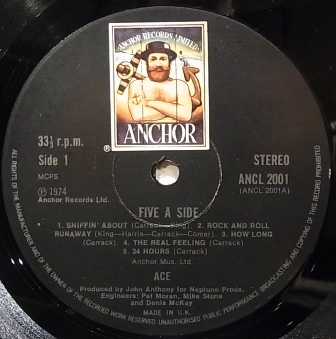 ANCHOR RECORDS LIMITED
ANCHOR
®
33⅓ r.p.m.
Side 1
MCPS
Ⓟ 1974
Anchor Records Ltd.
STEREO
ANCL 2001
(ANCL 2001A)
FIVE A SIDE
1. SNIFFIN' ABOUT (Carrack—King). 2. ROCK AND ROLL
RUNAWAY (King—Harris—Carrack—Comer). 3. HOW LONG
(Carrack). 4. THE REAL FEELING (Carrack)
5. 24 HOURS (Carrack)
Anchor Mus. Ltd.
ACE
Produced by John Anthony for Neptune Prods.
Engineers: Pat Moran, Mike Stone
and Denis McKay
MADE IN U.K.
ALL RIGHTS OF THE MANUFACTURER AND OF THE OWNER OF THE RECORDED WORK RESERVED UNAUTHORISED PUBLIC PERFORMANCE BROADCASTING AND COPYING OF THIS RECORD PROHIBITED